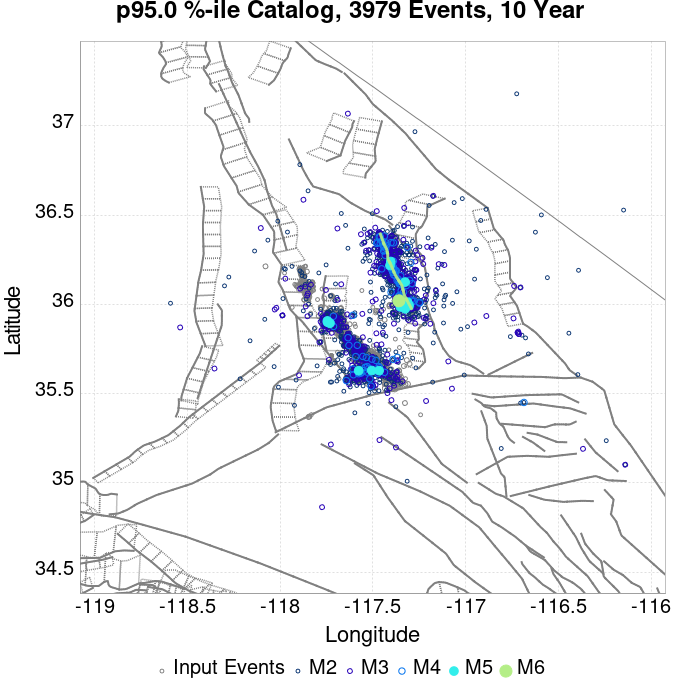 p95.0 %-ile Catalog, 3979 Events, 10 Year
Latitude
37
36.5
36
35.5
35
34.5
-119 -118.5 -118 -117.5 -117 -116.5 -116
Longitude
Input Events M2 M3 M4 M5 M6